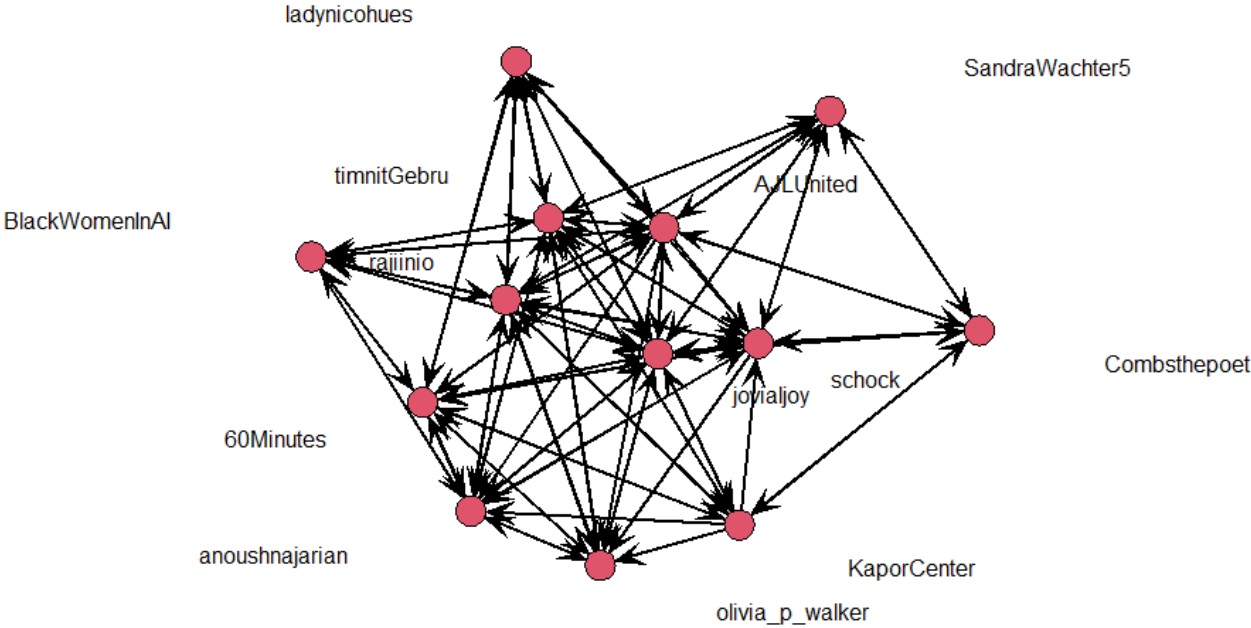 ladynicohues
SandraWachter5
timnitGebru
AJLUnited
BlackWomenInAI
rajiinio
Combsthepoet
schock
jovialjoy
60Minutes
anoushnajarian
KaporCenter
olivia_p_walker